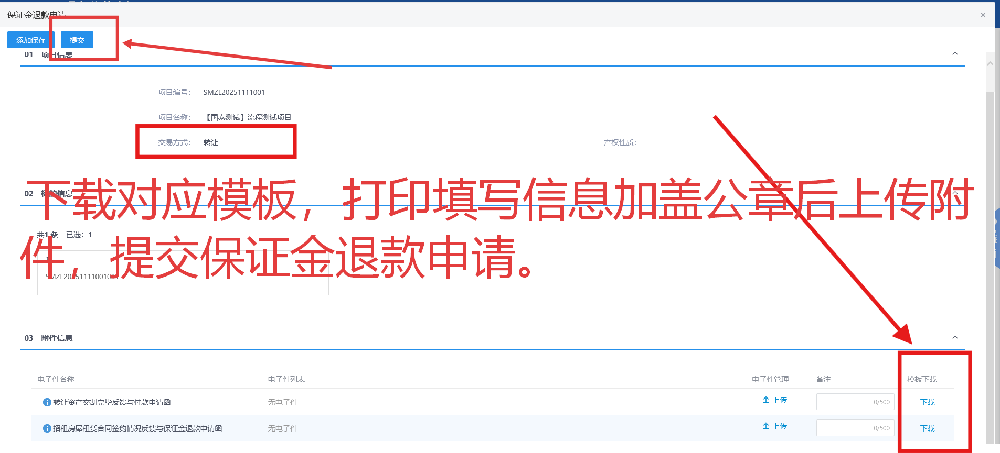 保证金退款申请
添加保存
提交
01 项目信息
项目编号： SMZL20251111001
项目名称： 【国泰测试】流程测试项目
交易方式： 转让
产权性质：
02 标的信息
下载对应模板，打印填写信息加盖公章后上传附
件，提交保证金退款申请。
共1条 已选：1
1
SMZL20251111001001
03 附件信息
电子件名称 电子件列表 电子件管理 备注 模板下载
转让资产交割完毕反馈与付款申请函 无电子件 上传 0/500 下载
招租房屋租赁合同签约情况反馈与保证金退款申请函 无电子件 上传 0/500 下载